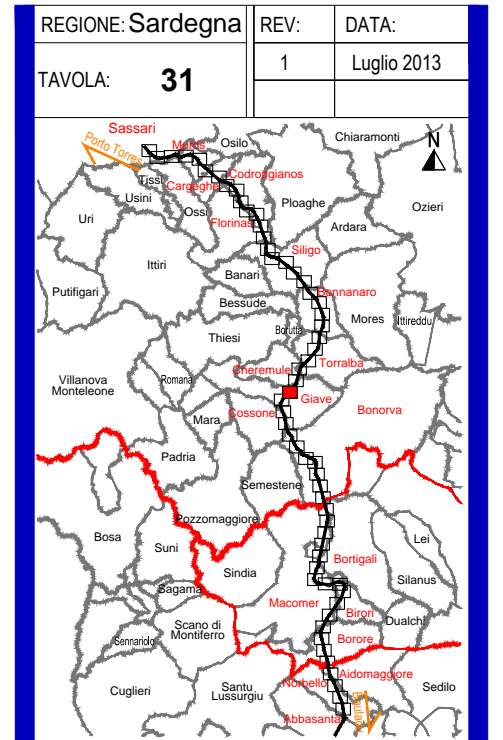 REGIONE: Sardegna
REV:
DATA:
TAVOLA: 31
1
Luglio 2013
Sassari
Porto Torres
Muros
Osilo
Chiaramonti
N
Tissi
Cargeghe
Codrongianos
Usini
Ossi
Ploaghe
Ozieri
Uri
Florinas
Ardara
Siligo
Ittiri
Banari
Putifigari
Bonnanaro
Bessude
Mores
Ittireddu
Thiesi
Borutta
Torralba
Cheremule
Romana
Villanova
Monteleone
Giave
Cossone
Bonorva
Mara
Padria
Semestene
Pozzomaggiore
Bosa
Suni
Lei
Bortigali
Sindia
Silanus
Sagama
Macomer
Birori
Dualchi
Scano di
Montiferro
Sennariolo
Borore
Aidomaggiore
Norbello
Sedilo
Cuglieri
Santu
Lussurgiu
Abbasanta